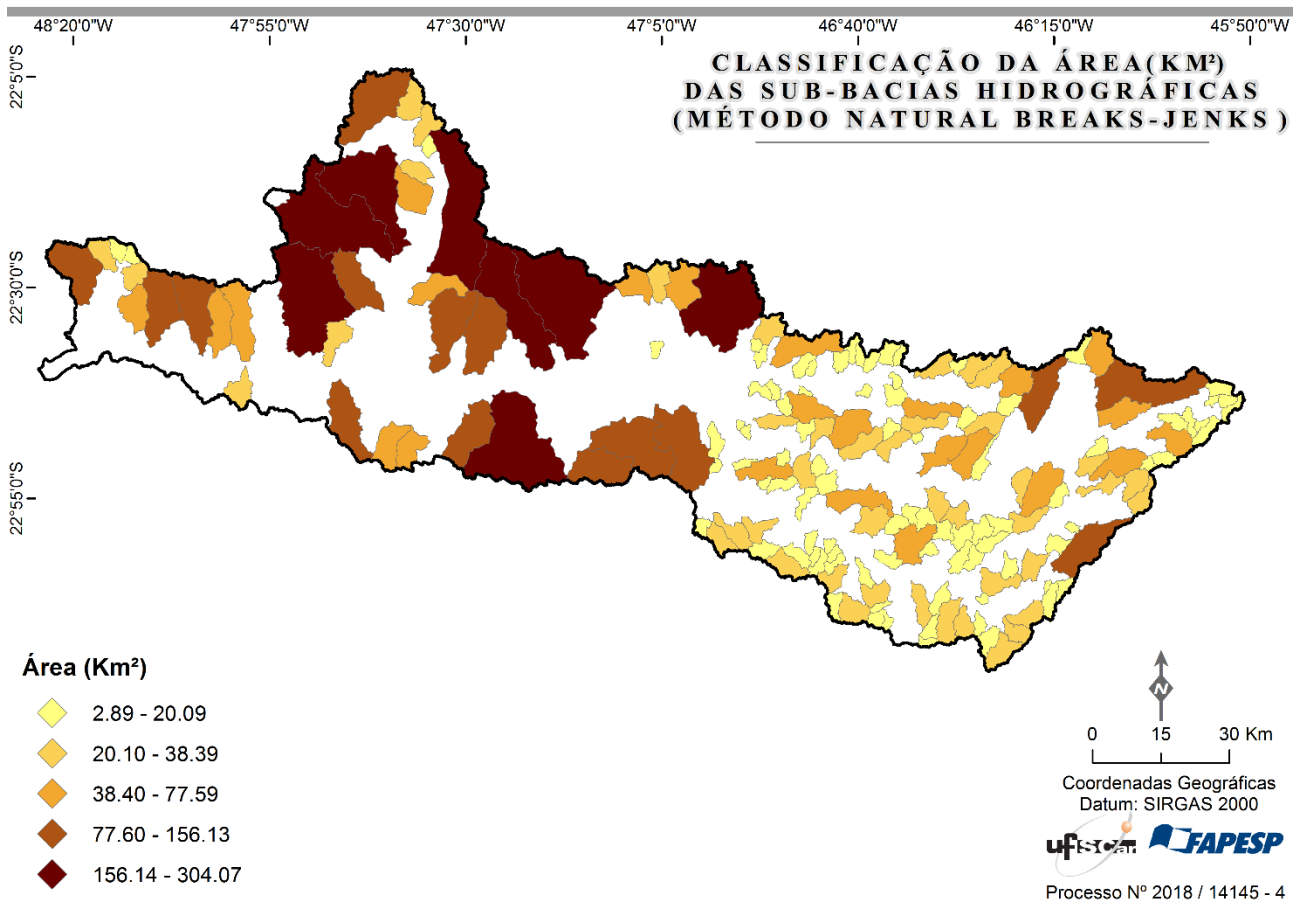 48°20'0"W 47°55'0"W 47°30'0"W 47°5'0"W 46°40'0"W 46°15'0"W 45°50'0"W
CLASSIFICAÇÃO DA ÁREA(KM²)
DAS SUB-BACIAS HIDROGRÁFICAS
(MÉTODO NATURAL BREAKS-JENKS )
22°5'0"S
22°30'0"S
22°55'0"S
Área (Km²)
2.89 - 20.09
20.10 - 38.39
38.40 - 77.59
77.60 - 156.13
156.14 - 304.07
N
0 15 30 Km
Coordenadas Geográficas
Datum: SIRGAS 2000
ufscar FAPESP
Processo Nº 2018 / 14145 - 4